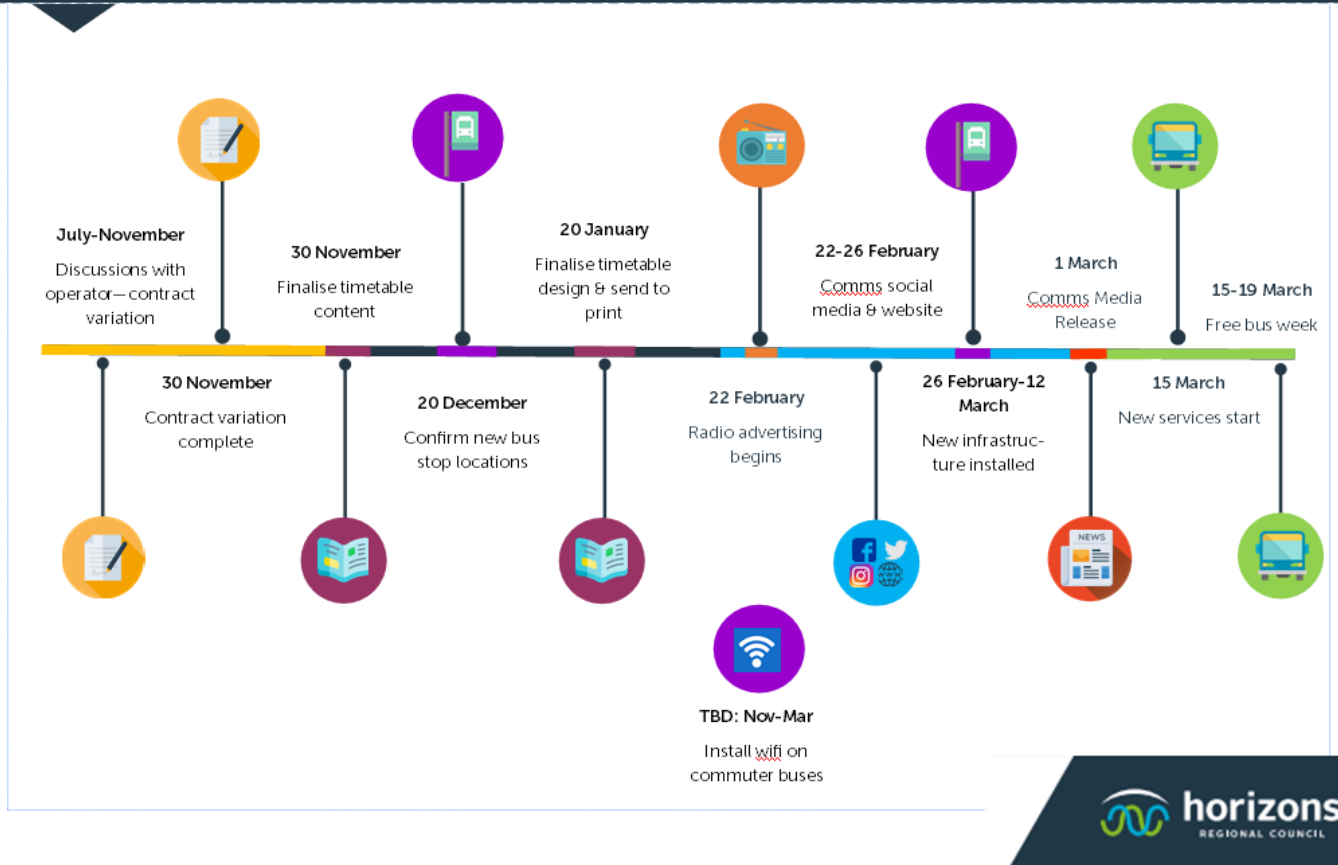 July-November
Discussions with
operator—contract
variation
30 November
Contract variation
complete
30 November
Finalise timetable
content
20 December
Confirm new bus
stop locations
20 January
Finalise timetable
design & send to
print
22 February
Radio advertising
begins
22-26 February
Comms social
media & website
26 February-12
March
New infrastruc-
ture installed
1 March
Comms Media
Release
15 March
New services start
15-19 March
Free bus week
WWW
NEWS
TBD: Nov-Mar
Install wifi on
commuter buses
horizons
REGIONAL COUNCIL